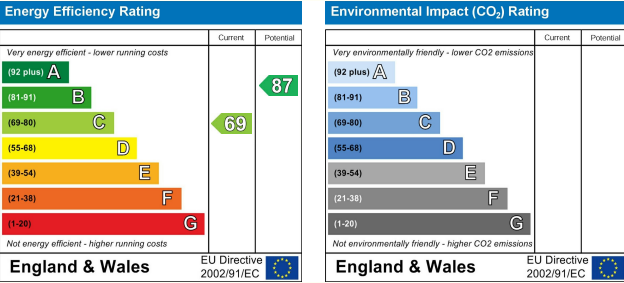 Energy Efficiency Rating
Current Potential
Very energy efficient - lower running costs
(92 plus) A
(81-91) B
87
(69-80) C
69
(55-68) D
(39-54) E
(21-38) F
(1-20) G
Not energy efficient - higher running costs
England & Wales
EU Directive
2002/91/EC
Environmental Impact (CO₂) Rating
Current Potential
Very environmentally friendly - lower CO2 emissions
(92 plus) A
(81-91) B
(69-80) C
(55-68) D
(39-54) E
(21-38) F
(1-20) G
Not environmentally friendly - higher CO2 emissions
England & Wales
EU Directive
2002/91/EC